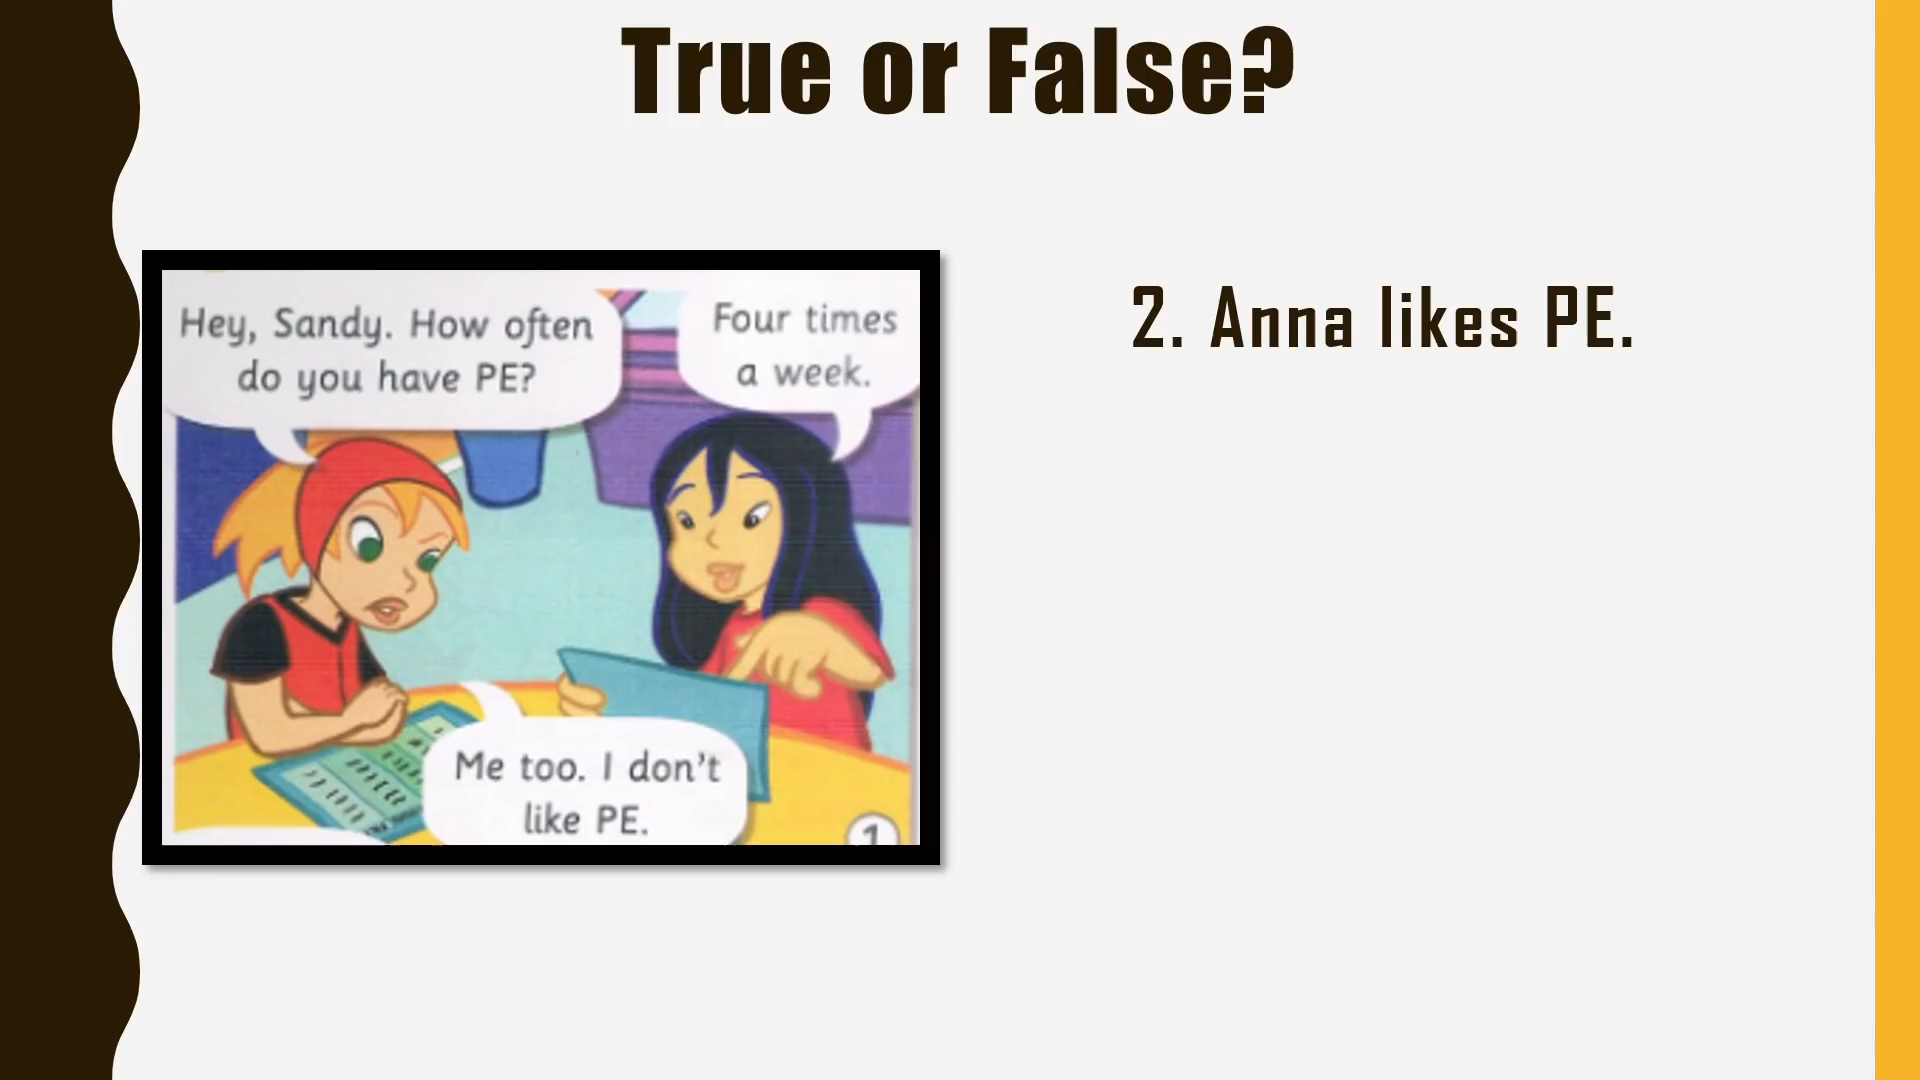 True or False?
Hey, Sandy. How often
do you have PE?
Four times
a week.
Me too. I don't
like PE.
1
2. Anna likes PE.